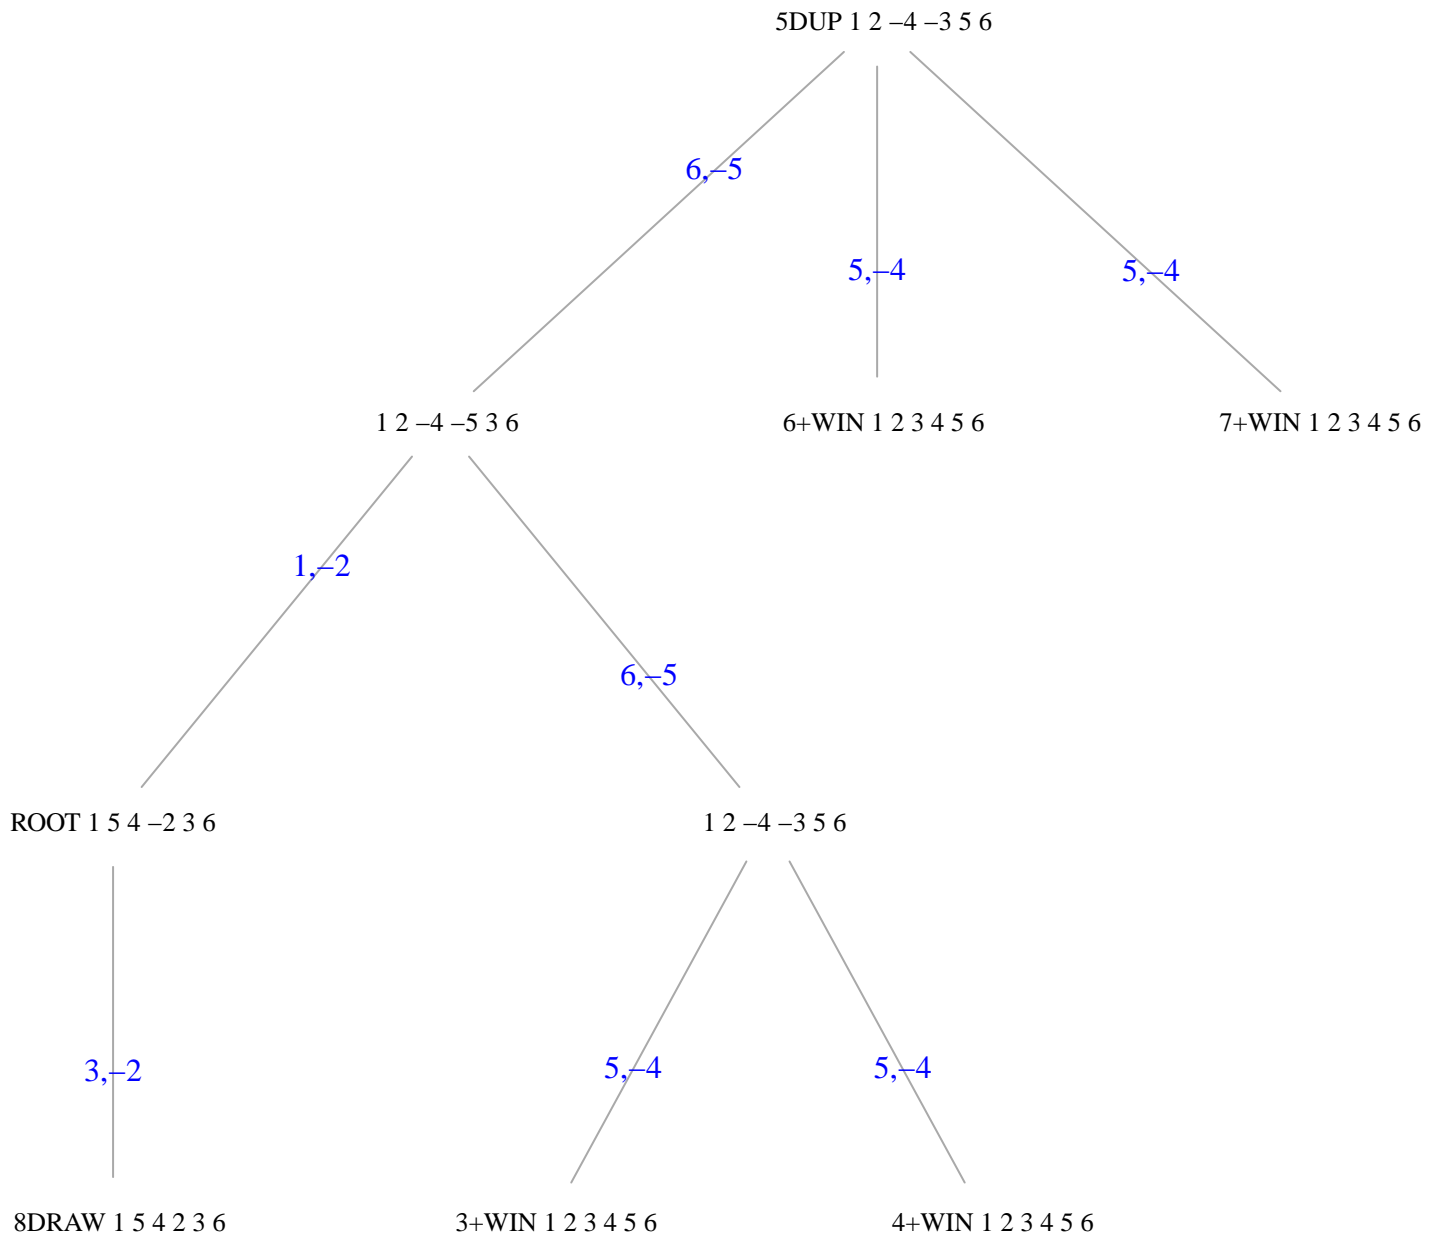 5DUP 1 2 –4 –3 5 6
6,–5
5,–4
5,–4
1 2 –4 –5 3 6
6+WIN 1 2 3 4 5 6
7+WIN 1 2 3 4 5 6
1,–2
6,–5
ROOT 1 5 4 –2 3 6
1 2 –4 –3 5 6
3,–2
5,–4
5,–4
8DRAW 1 5 4 2 3 6
3+WIN 1 2 3 4 5 6
4+WIN 1 2 3 4 5 6